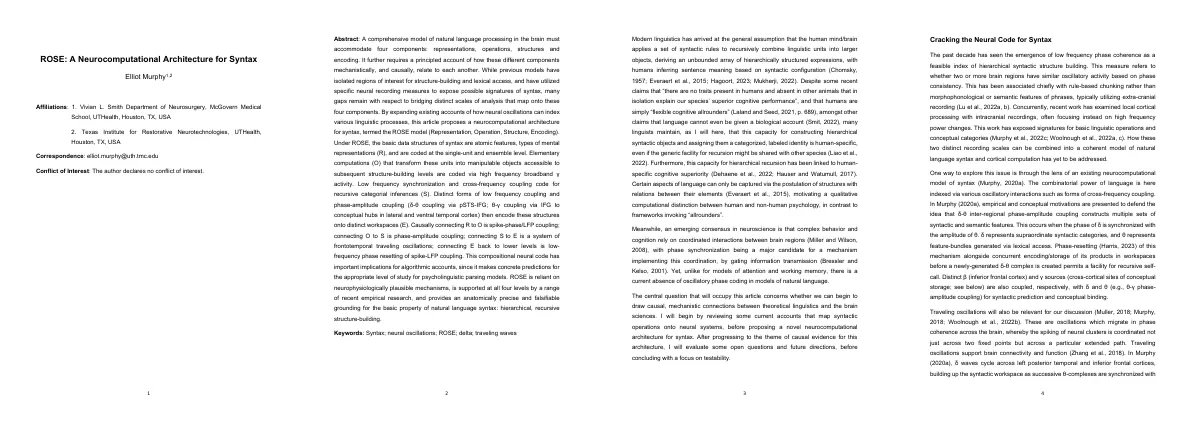 ROSE: A Neurocomputational Architecture for Syntax
Elliot Murphy1,2
Affiliations: 1. Vivian L. Smith Department of Neurosurgery, McGovern Medical
School, UTHealth, Houston, TX, USA
2. Texas Institute for Restorative Neurotechnologies, UTHealth,
Houston, TX, USA
Correspondence: elliot.murphy@uth.tmc.edu
Conflict of Interest: The author declares no conflict of interest.
1
Abstract: A comprehensive model of natural language processing in the brain must
accommodate four components: representations, operations, structures and
encoding. It further requires a principled account of how these different components
mechanistically, and causally, relate to each another. While previous models have
isolated regions of interest for structure-building and lexical access, and have utilized
specific neural recording measures to expose possible signatures of syntax, many
gaps remain with respect to bridging distinct scales of analysis that map onto these
four components. By expanding existing accounts of how neural oscillations can index
various linguistic processes, this article proposes a neurocomputational architecture
for syntax, termed the ROSE model (Representation, Operation, Structure, Encoding).
Under ROSE, the basic data structures of syntax are atomic features, types of mental
representations (R), and are coded at the single-unit and ensemble level. Elementary
computations (O) that transform these units into manipulable objects accessible to
subsequent structure-building levels are coded via high frequency broadband γ
activity. Low frequency synchronization and cross-frequency coupling code for
recursive categorial inferences (S). Distinct forms of low frequency coupling and
phase-amplitude coupling (δ-θ coupling via pSTS-IFG; θ-γ coupling via IFG to
conceptual hubs in lateral and ventral temporal cortex) then encode these structures
onto distinct workspaces (E). Causally connecting R to O is spike-phase/LFP coupling;
connecting O to S is phase-amplitude coupling; connecting S to E is a system of
frontotemporal traveling oscillations; connecting E back to lower levels is low-
frequency phase resetting of spike-LFP coupling. This compositional neural code has
important implications for algorithmic accounts, since it makes concrete predictions for
the appropriate level of study for psycholinguistic parsing models. ROSE is reliant on
neurophysiologically plausible mechanisms, is supported at all four levels by a range
of recent empirical research, and provides an anatomically precise and falsifiable
grounding for the basic property of natural language syntax: hierarchical, recursive
structure-building.
Keywords: Syntax; neural oscillations; ROSE; delta; traveling waves
2
Modern linguistics has arrived at the general assumption that the human mind/brain
applies a set of syntactic rules to recursively combine linguistic units into larger
objects, deriving an unbounded array of hierarchically structured expressions, with
humans inferring sentence meaning based on syntactic configuration (Chomsky,
1957; Everaert et al., 2015; Hagoort, 2023; Mukherji, 2022). Despite some recent
claims that "there are no traits present in humans and absent in other animals that in
isolation explain our species' superior cognitive performance", and that humans are
simply "flexible cognitive allrounders" (Laland and Seed, 2021, p. 689), amongst other
claims that language cannot even be given a biological account (Smit, 2022), many
linguists maintain, as I will here, that this capacity for constructing hierarchical
syntactic objects and assigning them a categorized, labeled identity is human-specific,
even if the generic facility for recursion might be shared with other species (Liao et al.,
2022). Furthermore, this capacity for hierarchical recursion has been linked to human-
specific cognitive superiority (Dehaene et al., 2022; Hauser and Watumull, 2017).
Certain aspects of language can only be captured via the postulation of structures with
relations between their elements (Everaert et al., 2015), motivating a qualitative
computational distinction between human and non-human psychology, in contrast to
frameworks invoking "allrounders".
Meanwhile, an emerging consensus in neuroscience is that complex behavior and
cognition rely on coordinated interactions between brain regions (Miller and Wilson,
2008), with phase synchronization being a major candidate for a mechanism
implementing this coordination, by gating information transmission (Bressler and
Kelso, 2001). Yet, unlike for models of attention and working memory, there is a
current absence of oscillatory phase coding in models of natural language.
The central question that will occupy this article concerns whether we can begin to
draw causal, mechanistic connections between theoretical linguistics and the brain
sciences. I will begin by reviewing some current accounts that map syntactic
operations onto neural systems, before proposing a novel neurocomputational
architecture for syntax. After progressing to the theme of causal evidence for this
architecture, I will evaluate some open questions and future directions, before
concluding with a focus on testability.
3
Cracking the Neural Code for Syntax
The past decade has seen the emergence of low frequency phase coherence as a
feasible index of hierarchical syntactic structure building. This measure refers to
whether two or more brain regions have similar oscillatory activity based on phase
consistency. This has been associated chiefly with rule-based chunking rather than
morphophonological or semantic features of phrases, typically utilizing extra-cranial
recording (Lu et al., 2022a, b). Concurrently, recent work has examined local cortical
processing with intracranial recordings, often focusing instead on high frequency
power changes. This work has exposed signatures for basic linguistic operations and
concepts (Murphy et al., 2022c; Woolnough et al., 2022a, c). How these
two distinct recording scales can be combined into a coherent model of natural
language syntax and cortical computation has yet to be addressed.
One way to explore this issue is through the lens of an existing neurocomputational
model of syntax (Murphy, 2020a). The combinatorial power of language is here
indexed via various oscillatory interactions such as forms of cross-frequency coupling.
In Murphy (2020a), empirical and conceptual motivations are presented to defend the
idea that δ-θ inter-regional phase-amplitude coupling constructs multiple sets of
syntactic and semantic features. This occurs when the phase of δ is synchronized with
the amplitude of θ. δ represents supraordinate syntactic categories, and θ represents
feature-bundles generated via lexical access. Phase-resetting (Harris, 2023) of this
mechanism alongside concurrent encoding/storage of its products in workspaces
before a newly-generated δ-θ complex is created permits a facility for recursive self-
call. Distinct β (inferior frontal cortex) and γ sources (cross-cortical sites of conceptual
storage; see below) are also coupled, respectively, with δ and θ (e.g., θ-γ phase-
amplitude coupling) for syntactic prediction and conceptual binding.
Traveling oscillations will also be relevant for our discussion (Muller, 2018; Murphy,
2018; Woolnough et al., 2022b). These are oscillations which migrate in phase
coherence across the brain, whereby the spiking of neural clusters is coordinated not
just across two fixed points but across a particular extended path. Traveling
oscillations support brain connectivity and function (Zhang et al., 2018). In Murphy
(2020a), δ waves cycle across left posterior temporal and inferior frontal cortices,
building up the syntactic workspace as successive θ-complexes are synchronized with
4